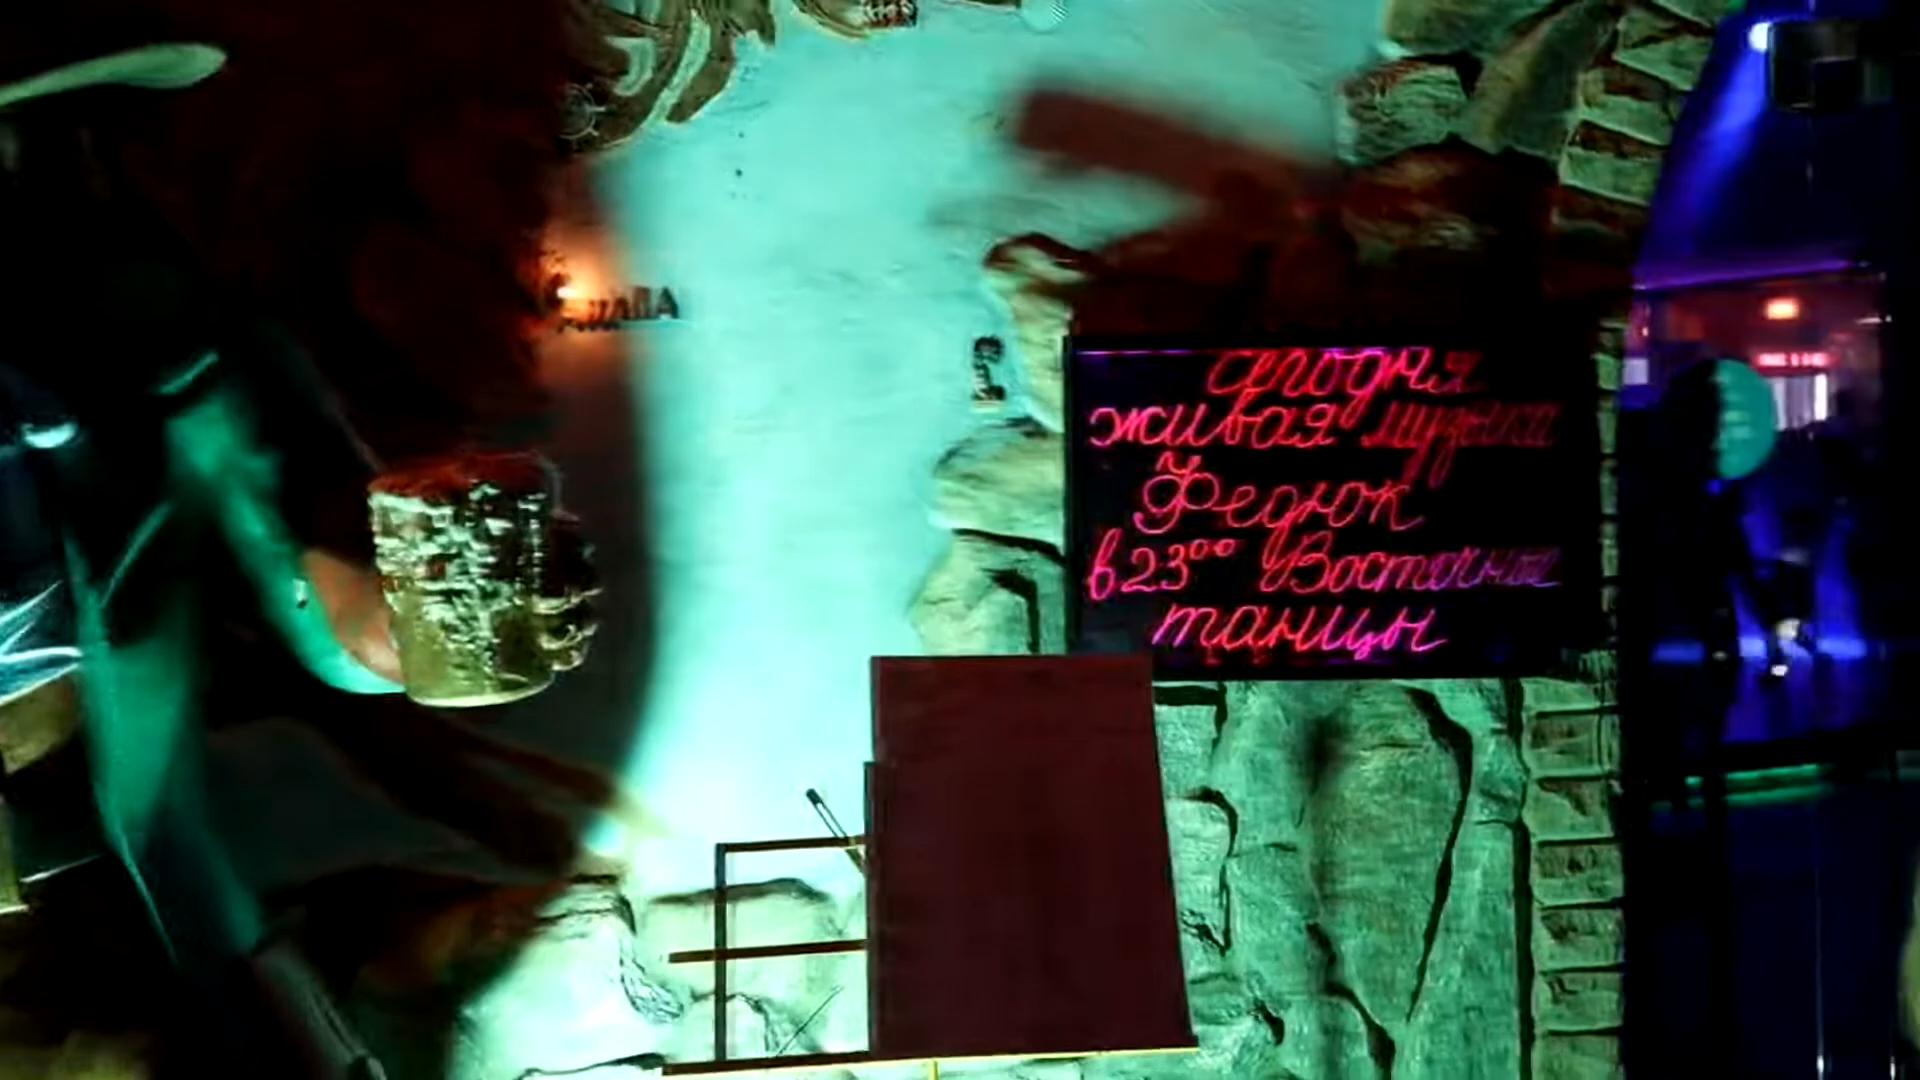 сегодня
живая музыка
Федюк
в 23⁰⁰ Восточные
танцы